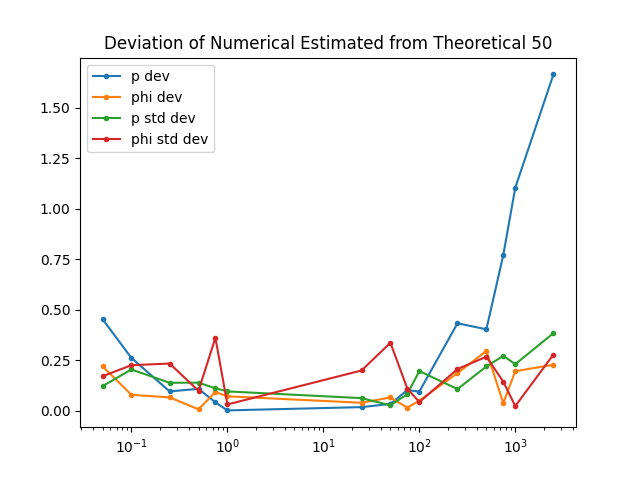 Deviation of Numerical Estimated from Theoretical 50
p dev
phi dev
p std dev
phi std dev
1.50
1.25
1.00
0.75
0.50
0.25
0.00
10⁻¹ 10⁰ 10¹ 10² 10³